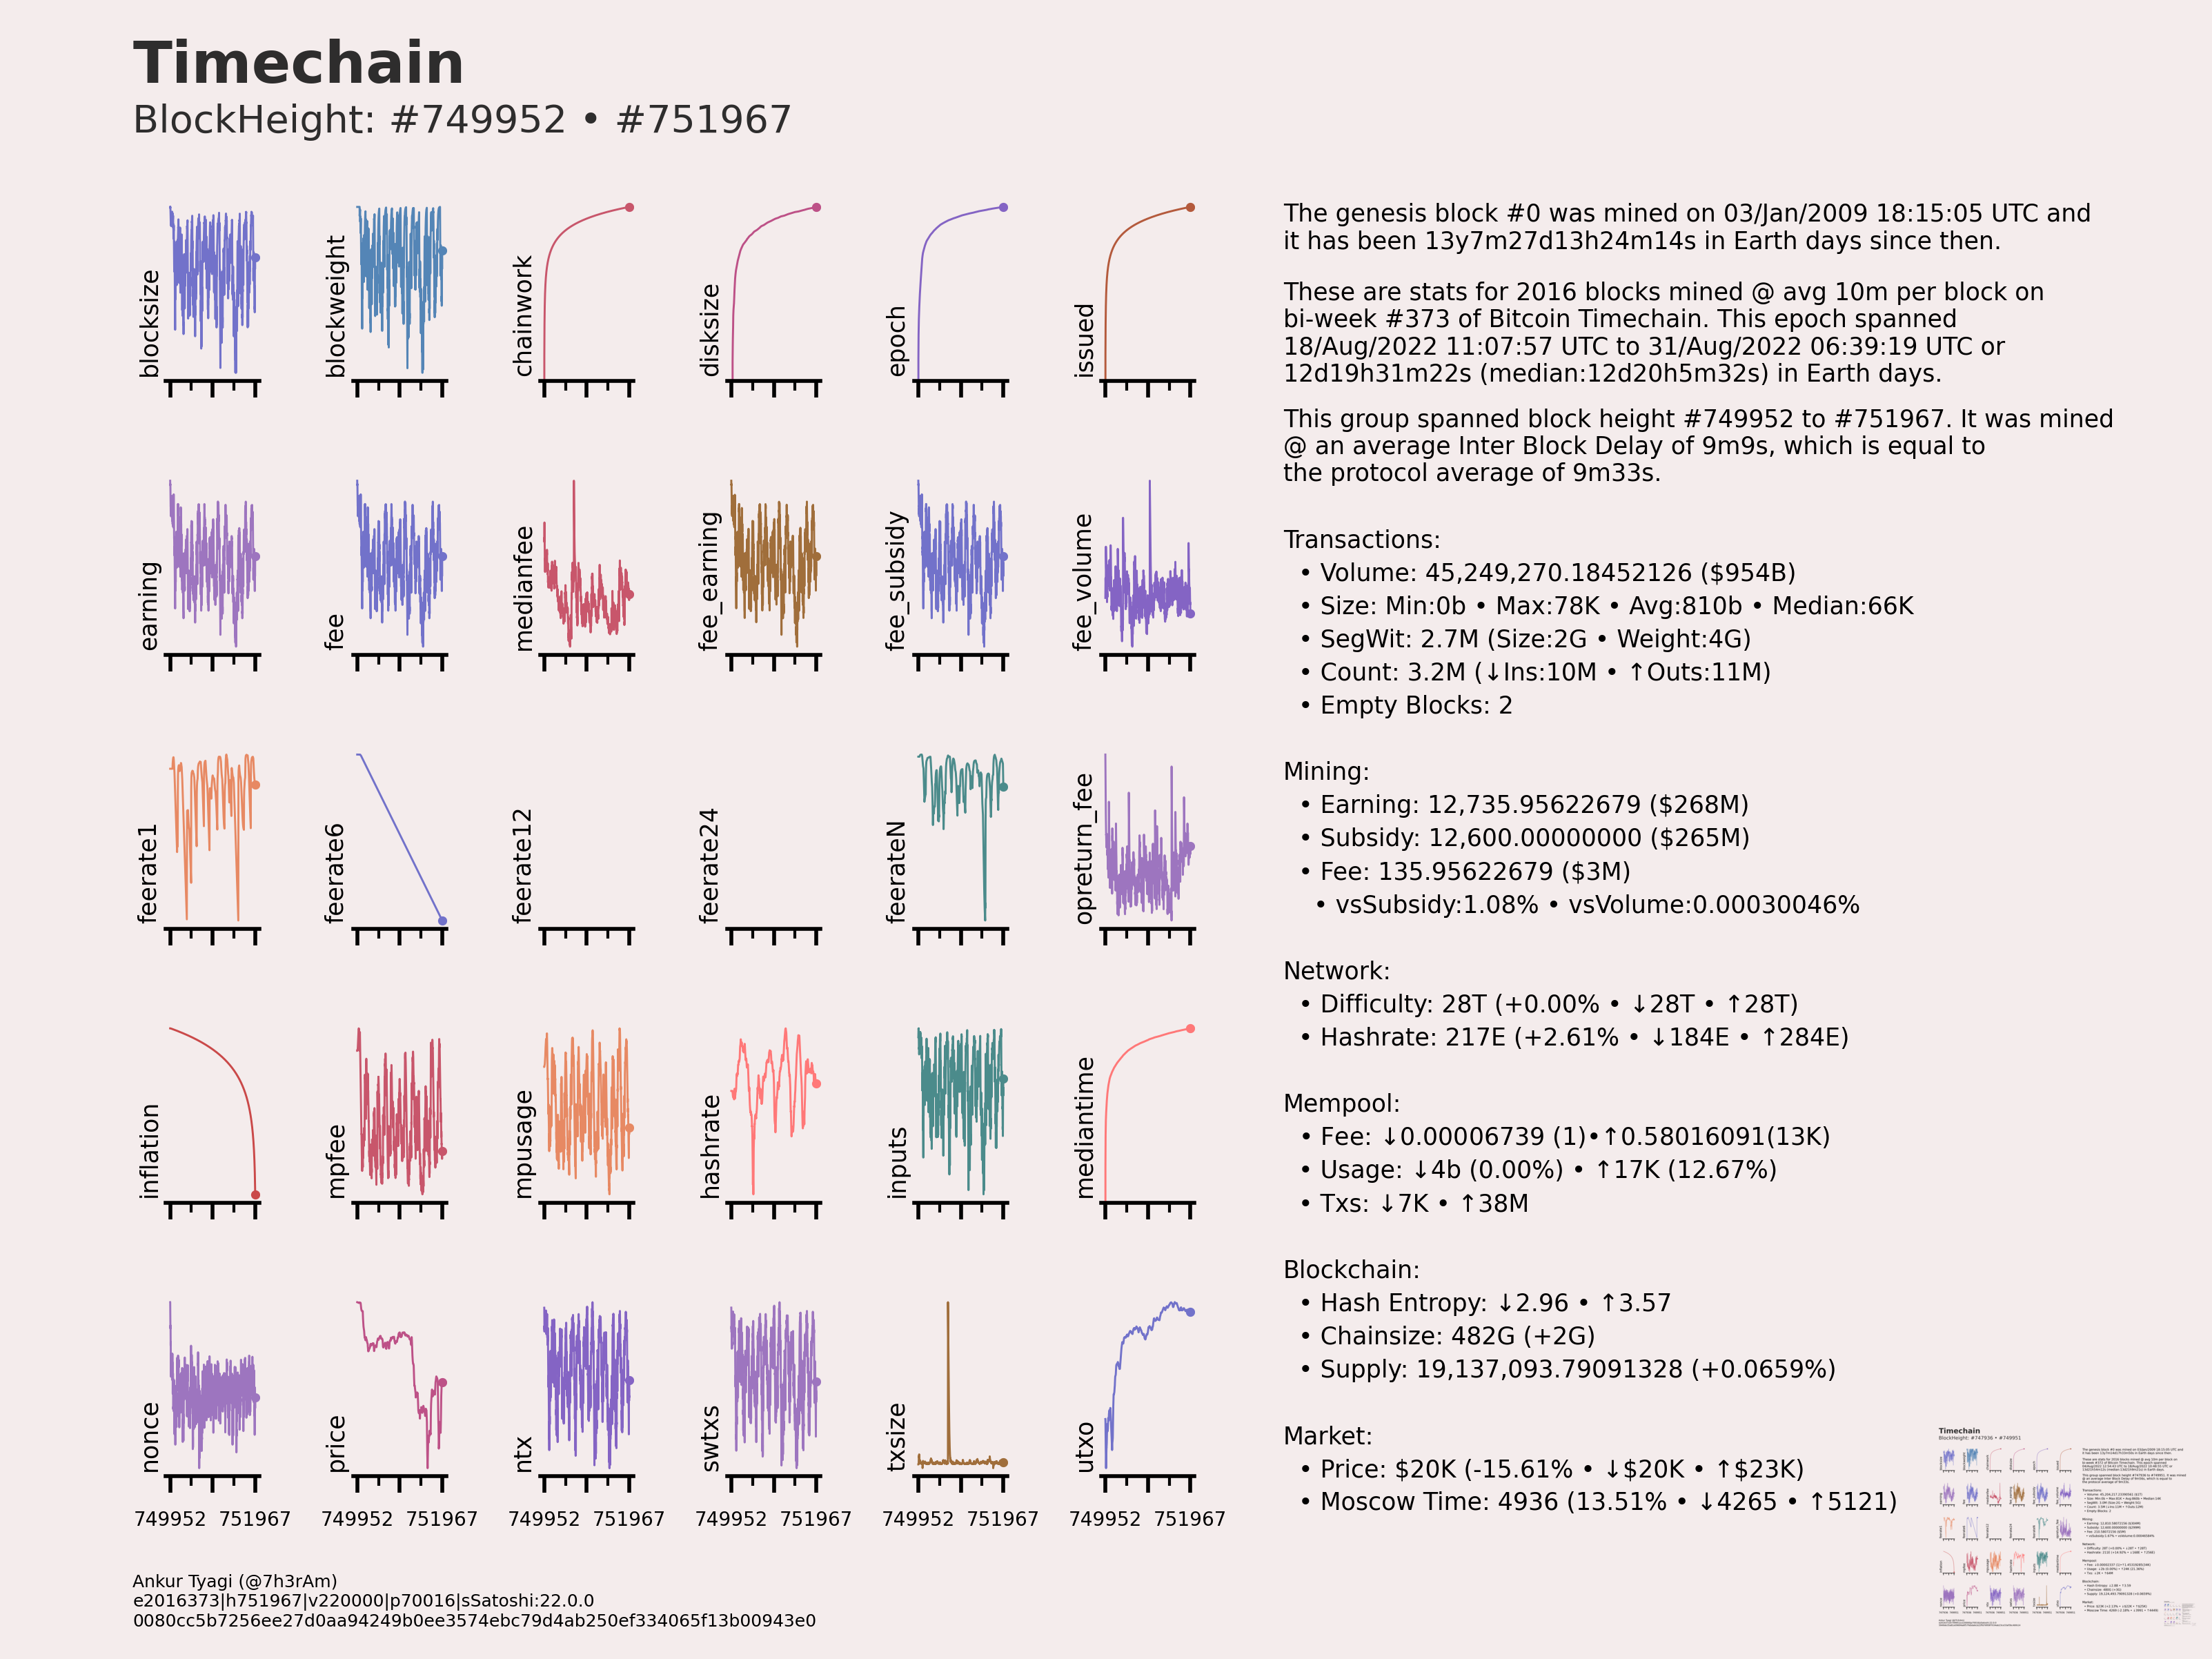 Timechain
BlockHeight: #749952 • #751967
blocksize
blockweight
chainwork
disksize
epoch
issued
earning
fee
medianfee
fee_earning
fee_subsidy
fee_volume
feerate1
feerate6
feerate12
feerate24
feerateN
opreturn_fee
inflation
mpfee
mpusage
hashrate
inputs
mediantime
nonce
price
ntx
swtxs
txsize
utxo
749952 751967 749952 751967 749952 751967 749952 751967 749952 751967 749952 751967
The genesis block #0 was mined on 03/Jan/2009 18:15:05 UTC and
it has been 13y7m27d13h24m14s in Earth days since then.
These are stats for 2016 blocks mined @ avg 10m per block on
bi-week #373 of Bitcoin Timechain. This epoch spanned
18/Aug/2022 11:07:57 UTC to 31/Aug/2022 06:39:19 UTC or
12d19h31m22s (median:12d20h5m32s) in Earth days.
This group spanned block height #749952 to #751967. It was mined
@ an average Inter Block Delay of 9m9s, which is equal to
the protocol average of 9m33s.
Transactions:
• Volume: 45,249,270.18452126 ($954B)
• Size: Min:0b • Max:78K • Avg:810b • Median:66K
• SegWit: 2.7M (Size:2G • Weight:4G)
• Count: 3.2M (↓Ins:10M • ↑Outs:11M)
• Empty Blocks: 2
Mining:
• Earning: 12,735.95622679 ($268M)
• Subsidy: 12,600.00000000 ($265M)
• Fee: 135.95622679 ($3M)
• vsSubsidy:1.08% • vsVolume:0.00030046%
Network:
• Difficulty: 28T (+0.00% • ↓28T • ↑28T)
• Hashrate: 217E (+2.61% • ↓184E • ↑284E)
Mempool:
• Fee: ↓0.00006739 (1)•↑0.58016091(13K)
• Usage: ↓4b (0.00%) • ↑17K (12.67%)
• Txs: ↓7K • ↑38M
Blockchain:
• Hash Entropy: ↓2.96 • ↑3.57
• Chainsize: 482G (+2G)
• Supply: 19,137,093.79091328 (+0.0659%)
Market:
• Price: $20K (-15.61% • ↓$20K • ↑$23K)
• Moscow Time: 4936 (13.51% • ↓4265 • ↑5121)
Ankur Tyagi (@7h3rAm)
e2016373|h751967|v220000|p70016|sSatoshi:22.0.0
0080cc5b7256ee27d0aa94249b0ee3574ebc79d4ab250ef334065f13b00943e0
Timechain
BlockHeight: #747936 • #749951